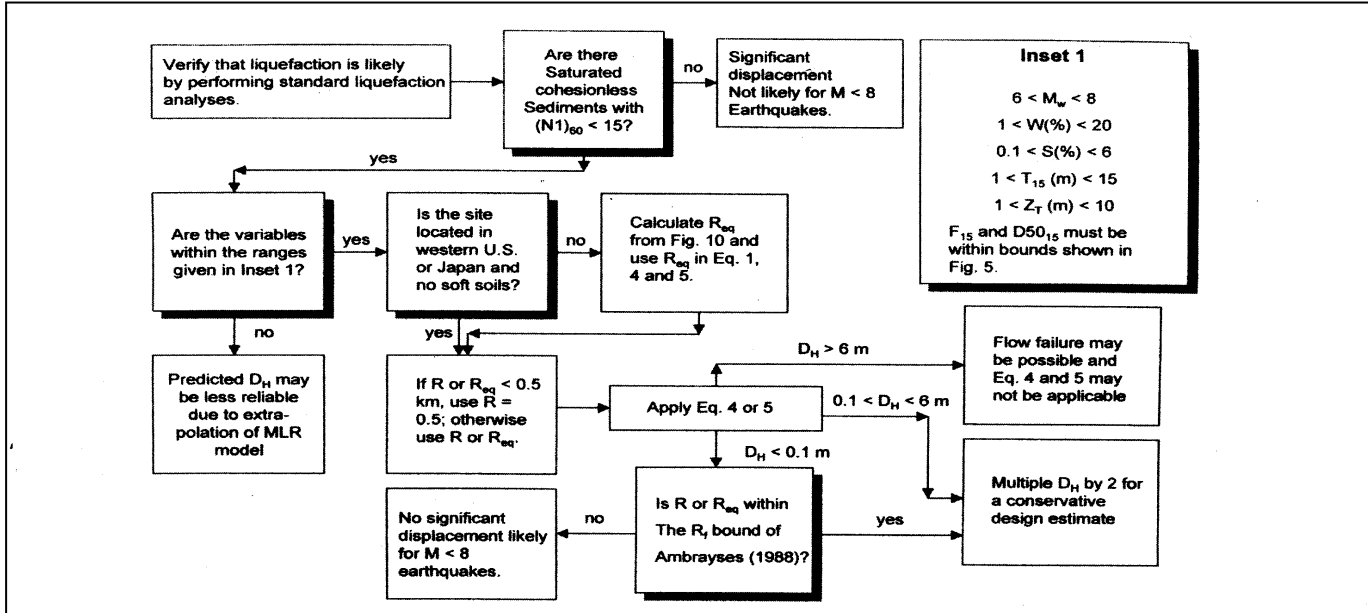 Verify that liquefaction is likely
by performing standard liquefaction
analyses.
Are there
Saturated
cohesionless
Sediments with
(N1)60 < 15?
no
Significant
displacement
Not likely for M < 8
Earthquakes.
Inset 1
6 < Mw < 8
1 < W(%) < 20
0.1 < S(%) < 6
1 < T15 (m) < 15
1 < ZT (m) < 10
F15 and D5015 must be
within bounds shown in
Fig. 5.
yes
Are the variables
within the ranges
given in Inset 1?
yes
Is the site
located in
western U.S.
or Japan and
no soft soils?
no
Calculate Req
from Fig. 10 and
use Req in Eq. 1,
4 and 5.
no
yes
Predicted DH may
be less reliable
due to extra-
polation of MLR
model
If R or Req < 0.5
km, use R =
0.5; otherwise
use R or Req.
Apply Eq. 4 or 5
DH > 6 m
Flow failure may
be possible and
Eq. 4 and 5 may
not be applicable
0.1 < DH < 6 m
DH < 0.1 m
Multiple DH by 2 for
a conservative
design estimate
Is R or Req within
The Rf bound of
Ambrayses (1988)?
yes
no
No significant
displacement likely
for M < 8
earthquakes.